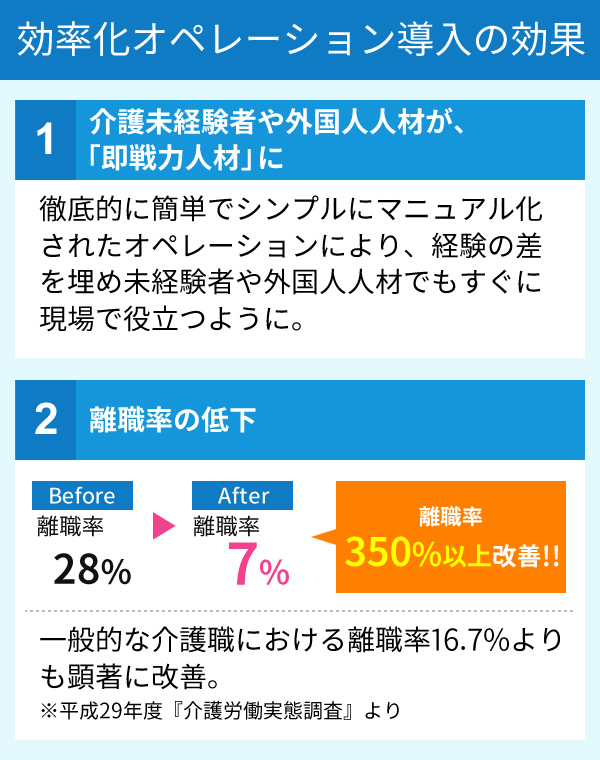 効率化オペレーション導入の効果
1
介護未経験者や外国人人材が、
「即戦力人材」に
徹底的に簡単でシンプルにマニュアル化
されたオペレーションにより、経験の差
を埋め未経験者や外国人人材でもすぐに
現場で役立つように。
2
離職率の低下
Before
離職率
28%
After
離職率
7%
離職率
350%以上改善!!
一般的な介護職における離職率16.7%より
も顕著に改善。
※平成29年度『介護労働実態調査』より